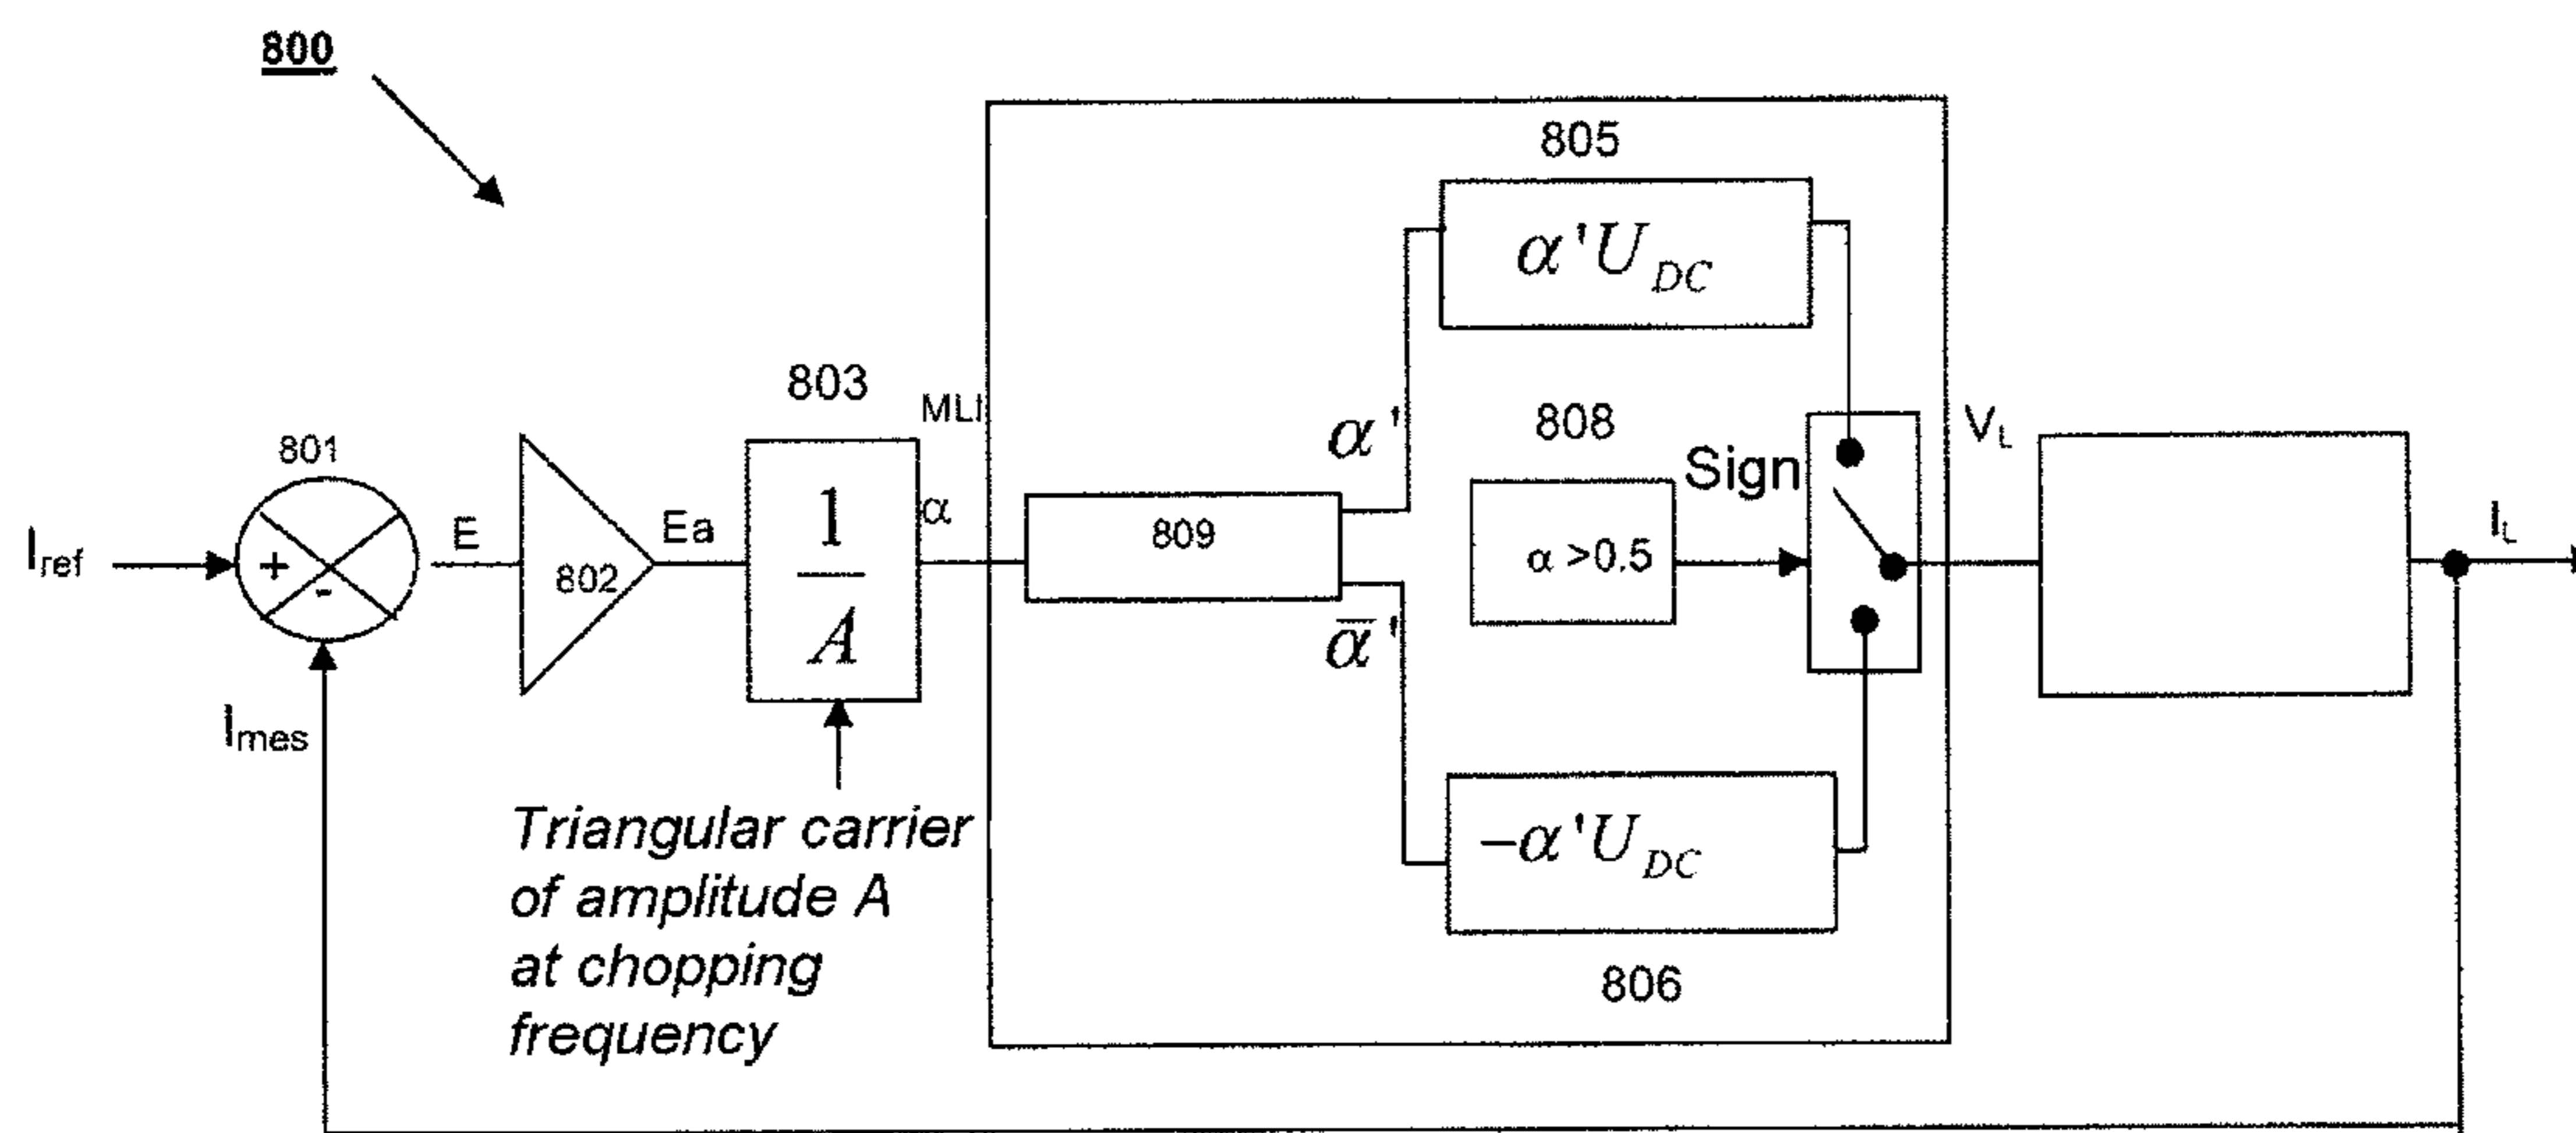 800
805
α'U_DC
803
MLI
808
801
α'
Sign
V_L
1
A
I_ref
+
-
E
802
Ea
α
809
α >0.5
I_L
I_mes
ᾱ'
Triangular carrier
of amplitude A
at chopping
frequency
–α'U_DC
806